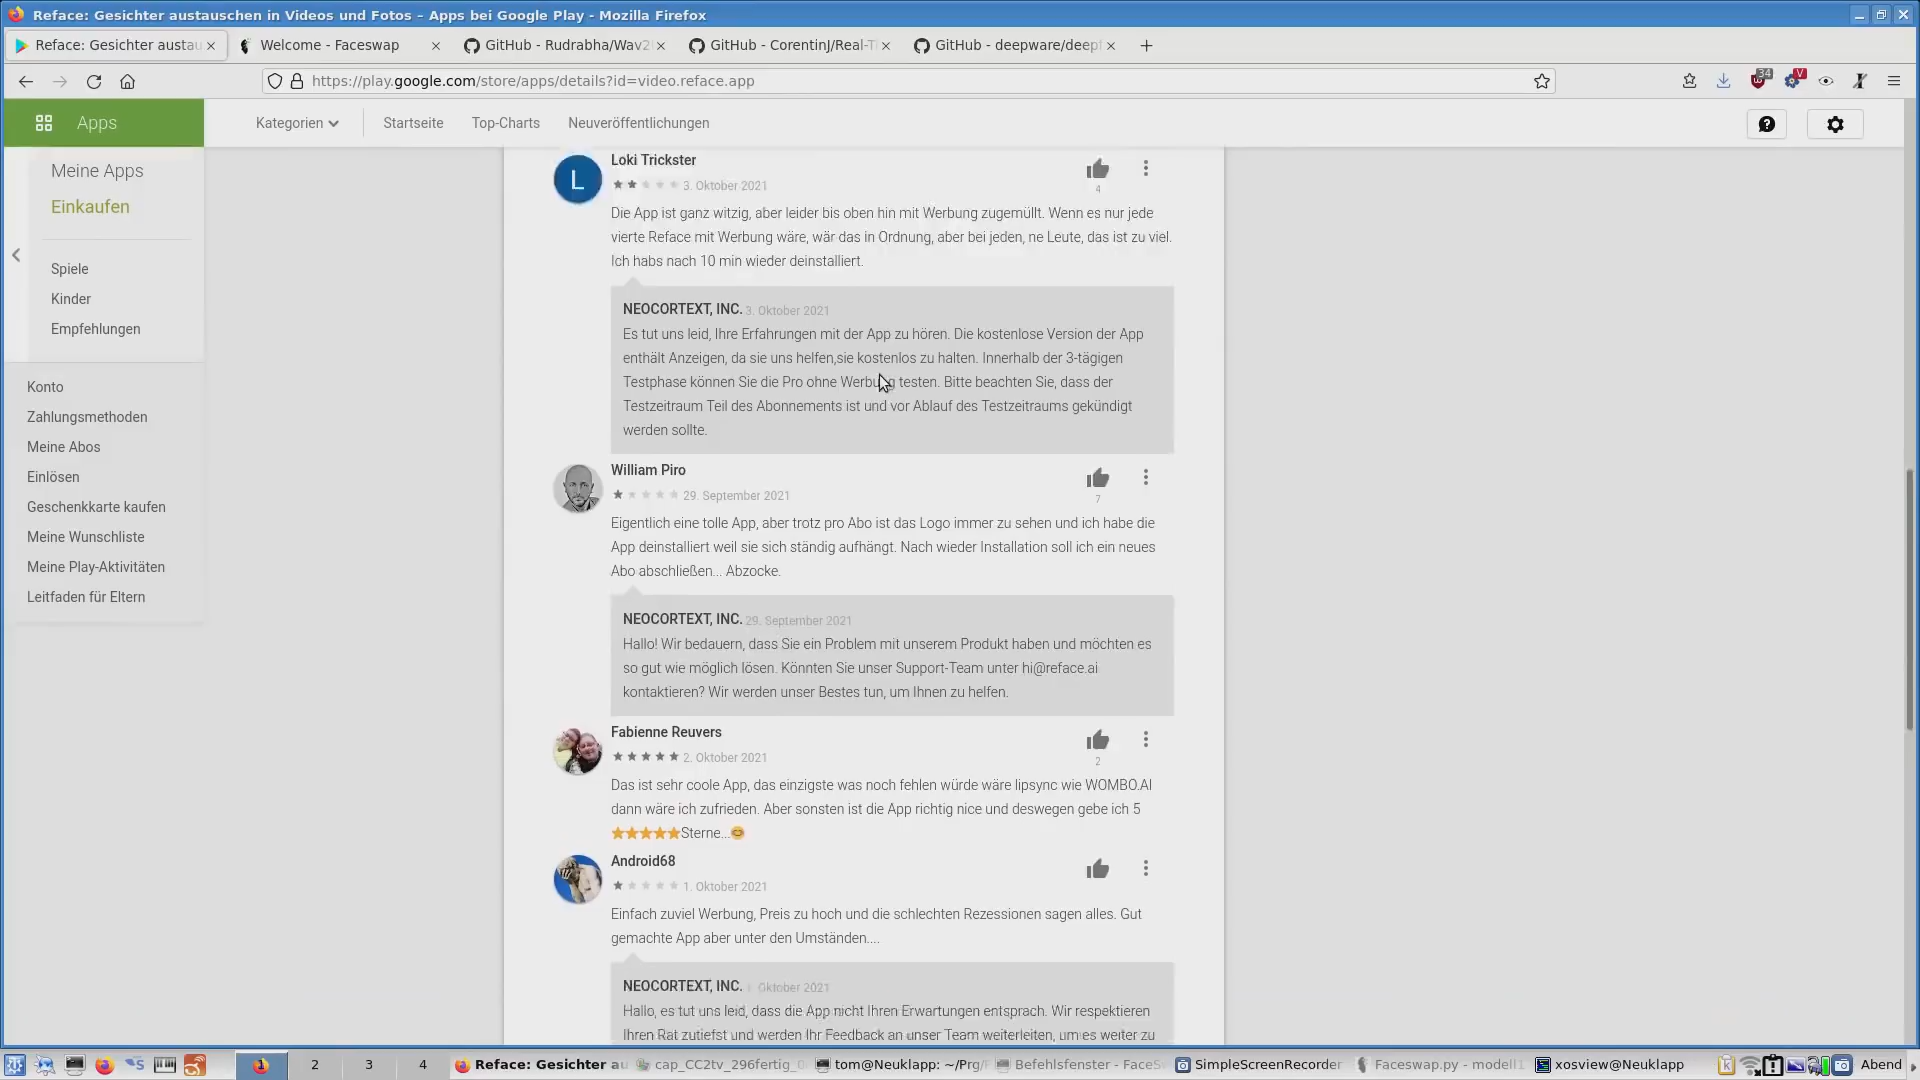 Reface: Gesichter austauschen in Videos und Fotos – Apps bei Google Play - Mozilla Firefox
Reface: Gesichter austau
Welcome - Faceswap
GitHub - Rudrabha/Wav2
GitHub - CorentinJ/Real-T
GitHub - deepware/deepf
https://play.google.com/store/apps/details?id=video.reface.app
34
V
Apps
Kategorien
Startseite
Top-Charts
Neuveröffentlichungen
Meine Apps
Einkaufen
Spiele
Kinder
Empfehlungen
Konto
Zahlungsmethoden
Meine Abos
Einlösen
Geschenkkarte kaufen
Meine Wunschliste
Meine Play-Aktivitäten
Leitfaden für Eltern
L
Loki Trickster
3. Oktober 2021
4
Die App ist ganz witzig, aber leider bis oben hin mit Werbung zugemüllt. Wenn es nur jede
vierte Reface mit Werbung wäre, wär das in Ordnung, aber bei jeden, ne Leute, das ist zu viel.
Ich habs nach 10 min wieder deinstalliert.
NEOCORTEXT, INC. 3. Oktober 2021
Es tut uns leid, Ihre Erfahrungen mit der App zu hören. Die kostenlose Version der App
enthält Anzeigen, da sie uns helfen,sie kostenlos zu halten. Innerhalb der 3-tägigen
Testphase können Sie die Pro ohne Werbung testen. Bitte beachten Sie, dass der
Testzeitraum Teil des Abonnements ist und vor Ablauf des Testzeitraums gekündigt
werden sollte.
William Piro
29. September 2021
7
Eigentlich eine tolle App, aber trotz pro Abo ist das Logo immer zu sehen und ich habe die
App deinstalliert weil sie sich ständig aufhängt. Nach wieder Installation soll ich ein neues
Abo abschließen... Abzocke.
NEOCORTEXT, INC. 29. September 2021
Hallo! Wir bedauern, dass Sie ein Problem mit unserem Produkt haben und möchten es
so gut wie möglich lösen. Könnten Sie unser Support-Team unter hi@reface.ai
kontaktieren? Wir werden unser Bestes tun, um Ihnen zu helfen.
Fabienne Reuvers
2. Oktober 2021
2
Das ist sehr coole App, das einzigste was noch fehlen würde wäre lipsync wie WOMBO.AI
dann wäre ich zufrieden. Aber sonsten ist die App richtig nice und deswegen gebe ich 5
⭐⭐⭐⭐⭐Sterne...😊
Android68
1. Oktober 2021
Einfach zuviel Werbung, Preis zu hoch und die schlechten Rezessionen sagen alles. Gut
gemachte App aber unter den Umständen....
NEOCORTEXT, INC. Oktober 2021
Hallo, es tut uns leid, dass die App nicht Ihren Erwartungen entsprach. Wir respektieren
Ihren Rat zutiefst und werden Ihr Feedback an unser Team weiterleiten, um es weiter zu
1
2
3
4
Reface: Gesichter au
cap_CC2tv_296fertig_
tom@Neuklapp: ~/Prg/
Befehlsfenster - FaceS
SimpleScreenRecorder
Faceswap.py - modell
xosview@Neuklapp
Abend